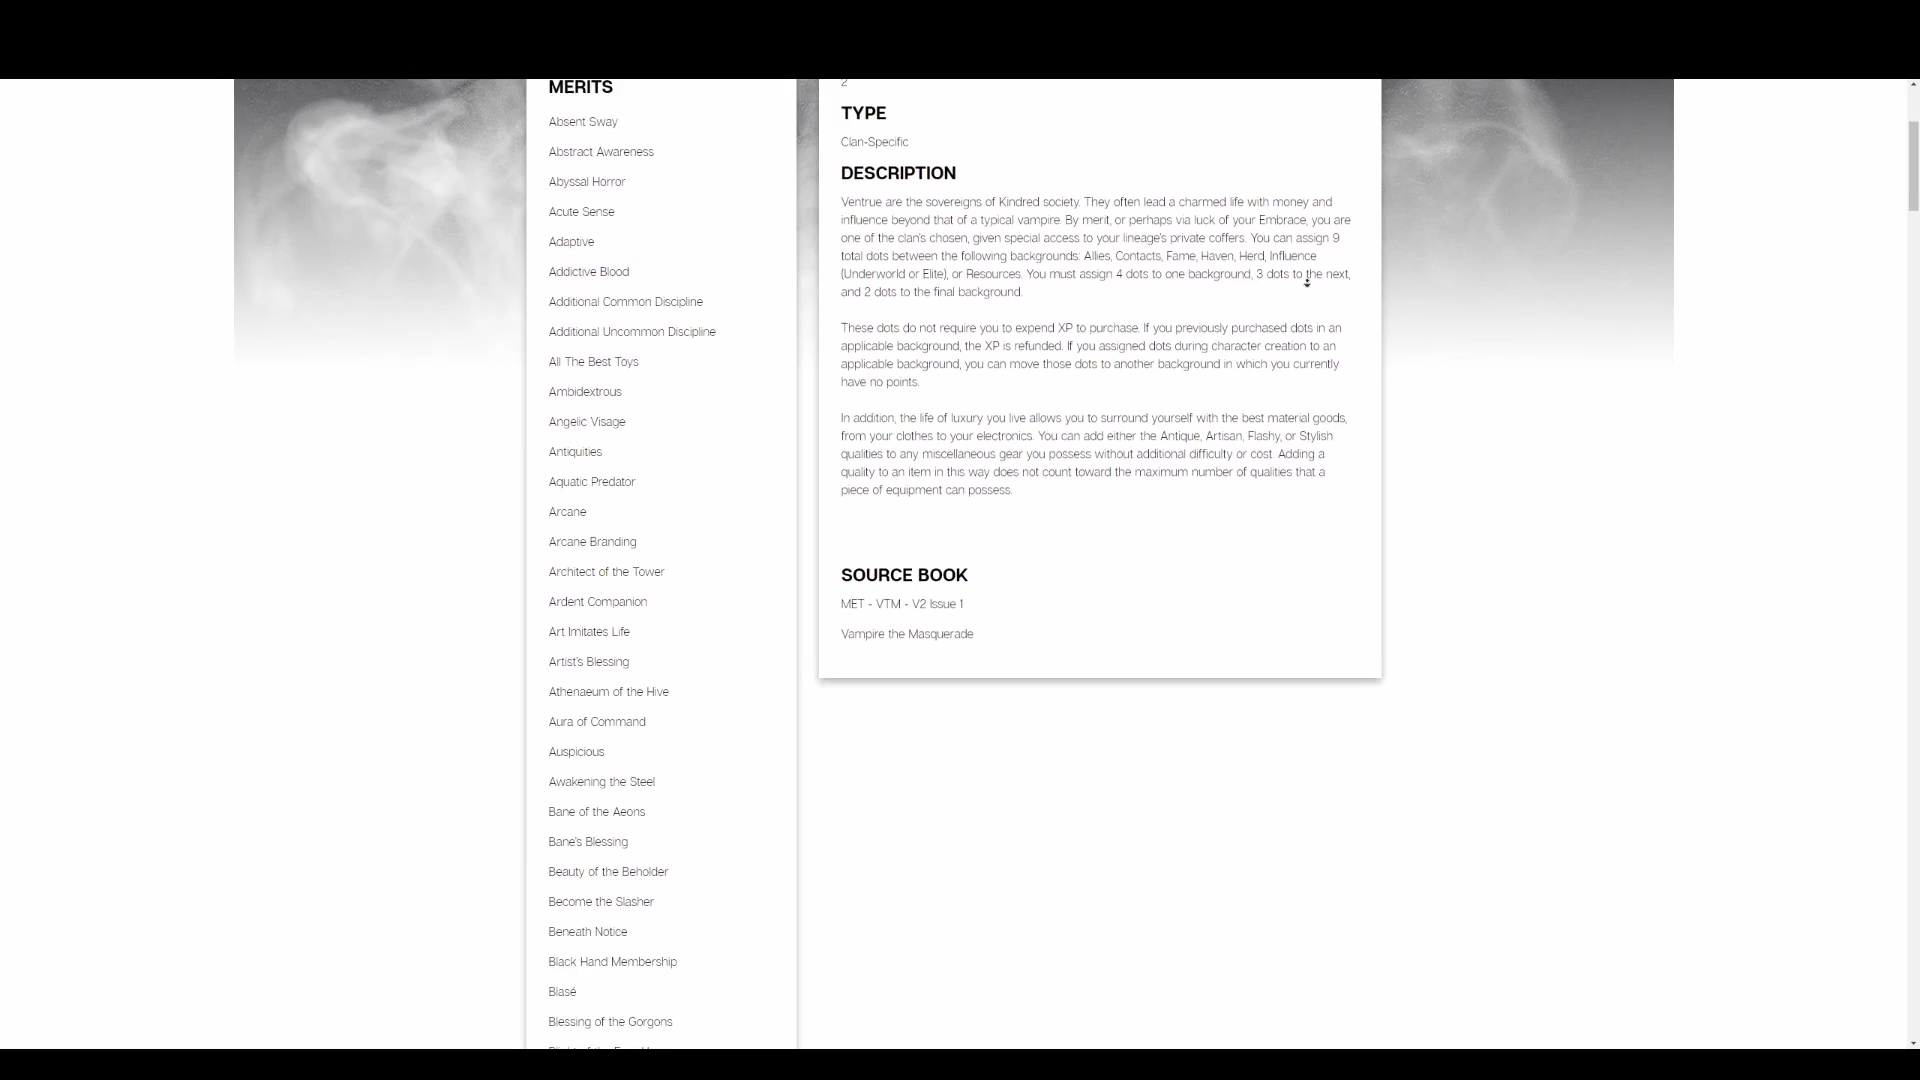 MERITS
Absent Sway
Abstract Awareness
Abyssal Horror
Acute Sense
Adaptive
Addictive Blood
Additional Common Discipline
Additional Uncommon Discipline
All The Best Toys
Ambidextrous
Angelic Visage
Antiquities
Aquatic Predator
Arcane
Arcane Branding
Architect of the Tower
Ardent Companion
Art Imitates Life
Artist's Blessing
Athenaeum of the Hive
Aura of Command
Auspicious
Awakening the Steel
Bane of the Aeons
Bane's Blessing
Beauty of the Beholder
Become the Slasher
Beneath Notice
Black Hand Membership
Blasé
Blessing of the Gorgons
2
TYPE
Clan-Specific
DESCRIPTION
Ventrue are the sovereigns of Kindred society. They often lead a charmed life with money and
influence beyond that of a typical vampire. By merit, or perhaps via luck of your Embrace, you are
one of the clan's chosen, given special access to your lineage's private coffers. You can assign 9
total dots between the following backgrounds: Allies, Contacts, Fame, Haven, Herd, Influence
(Underworld or Elite), or Resources. You must assign 4 dots to one background, 3 dots to the next,
and 2 dots to the final background.
These dots do not require you to expend XP to purchase. If you previously purchased dots in an
applicable background, the XP is refunded. If you assigned dots during character creation to an
applicable background, you can move those dots to another background in which you currently
have no points.
In addition, the life of luxury you live allows you to surround yourself with the best material goods,
from your clothes to your electronics. You can add either the Antique, Artisan, Flashy, or Stylish
qualities to any miscellaneous gear you possess without additional difficulty or cost. Adding a
quality to an item in this way does not count toward the maximum number of qualities that a
piece of equipment can possess.
SOURCE BOOK
MET - VTM - V2 Issue 1
Vampire the Masquerade